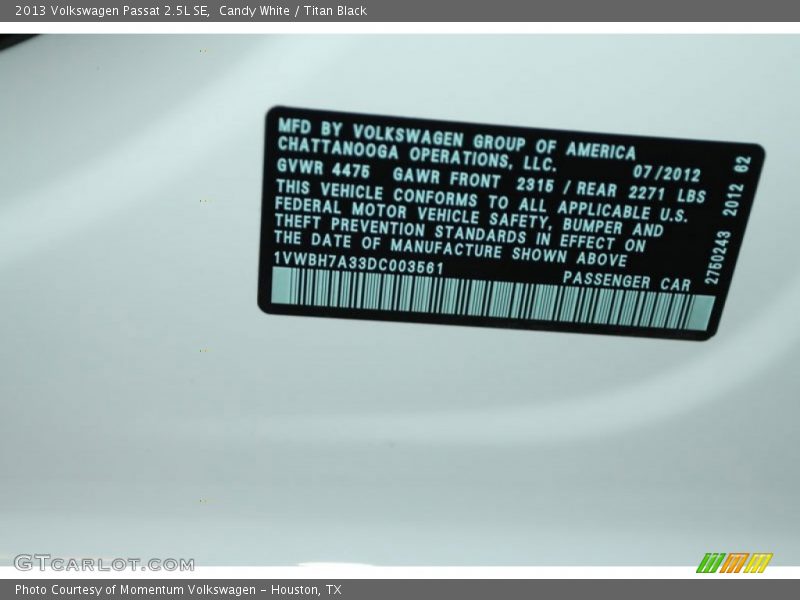 2013 Volkswagen Passat 2.5L SE, Candy White / Titan Black
MFD BY VOLKSWAGEN GROUP OF AMERICA
CHATTANOOGA OPERATIONS, LLC.
07/2012
GVWR 4475 GAWR FRONT 2315 / REAR 2271 LBS
THIS VEHICLE CONFORMS TO ALL APPLICABLE U.S.
FEDERAL MOTOR VEHICLE SAFETY, BUMPER AND
THEFT PREVENTION STANDARDS IN EFFECT ON
THE DATE OF MANUFACTURE SHOWN ABOVE
1VWBH7A33DC003561
PASSENGER CAR
2750243 2012 62
GTCARLOT.COM
Photo Courtesy of Momentum Volkswagen - Houston, TX